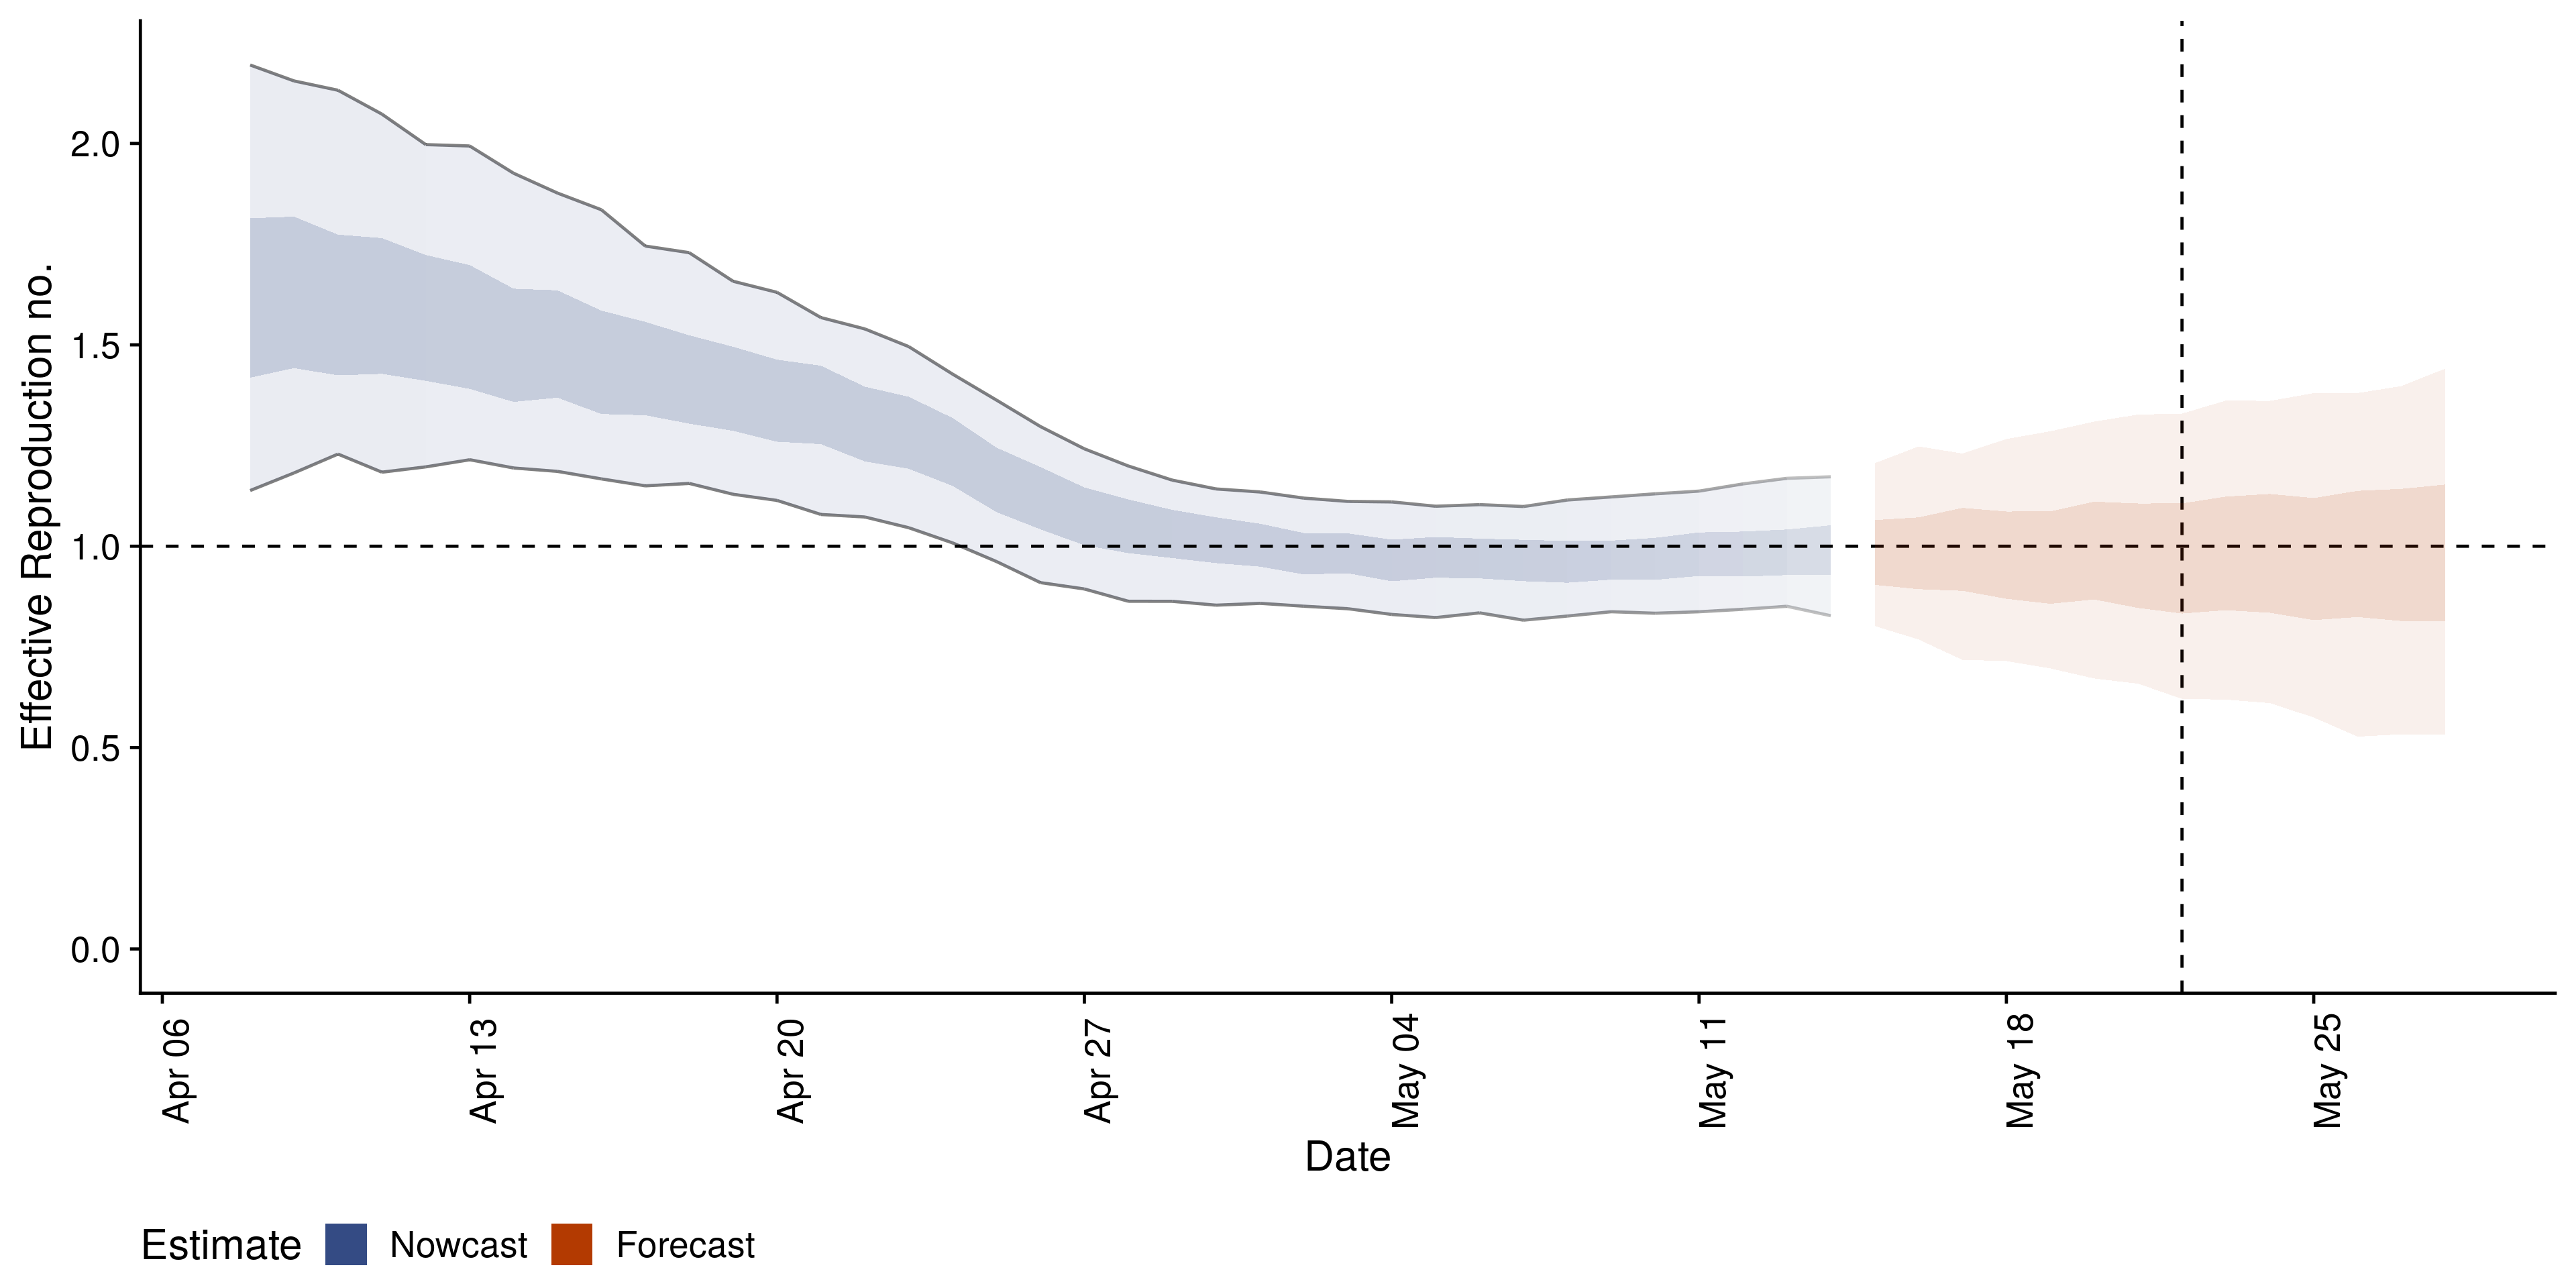 Effective Reproduction no.
2.0
1.5
1.0
0.5
0.0
Apr 06
Apr 13
Apr 20
Apr 27
May 04
May 11
May 18
May 25
Date
Estimate Nowcast Forecast